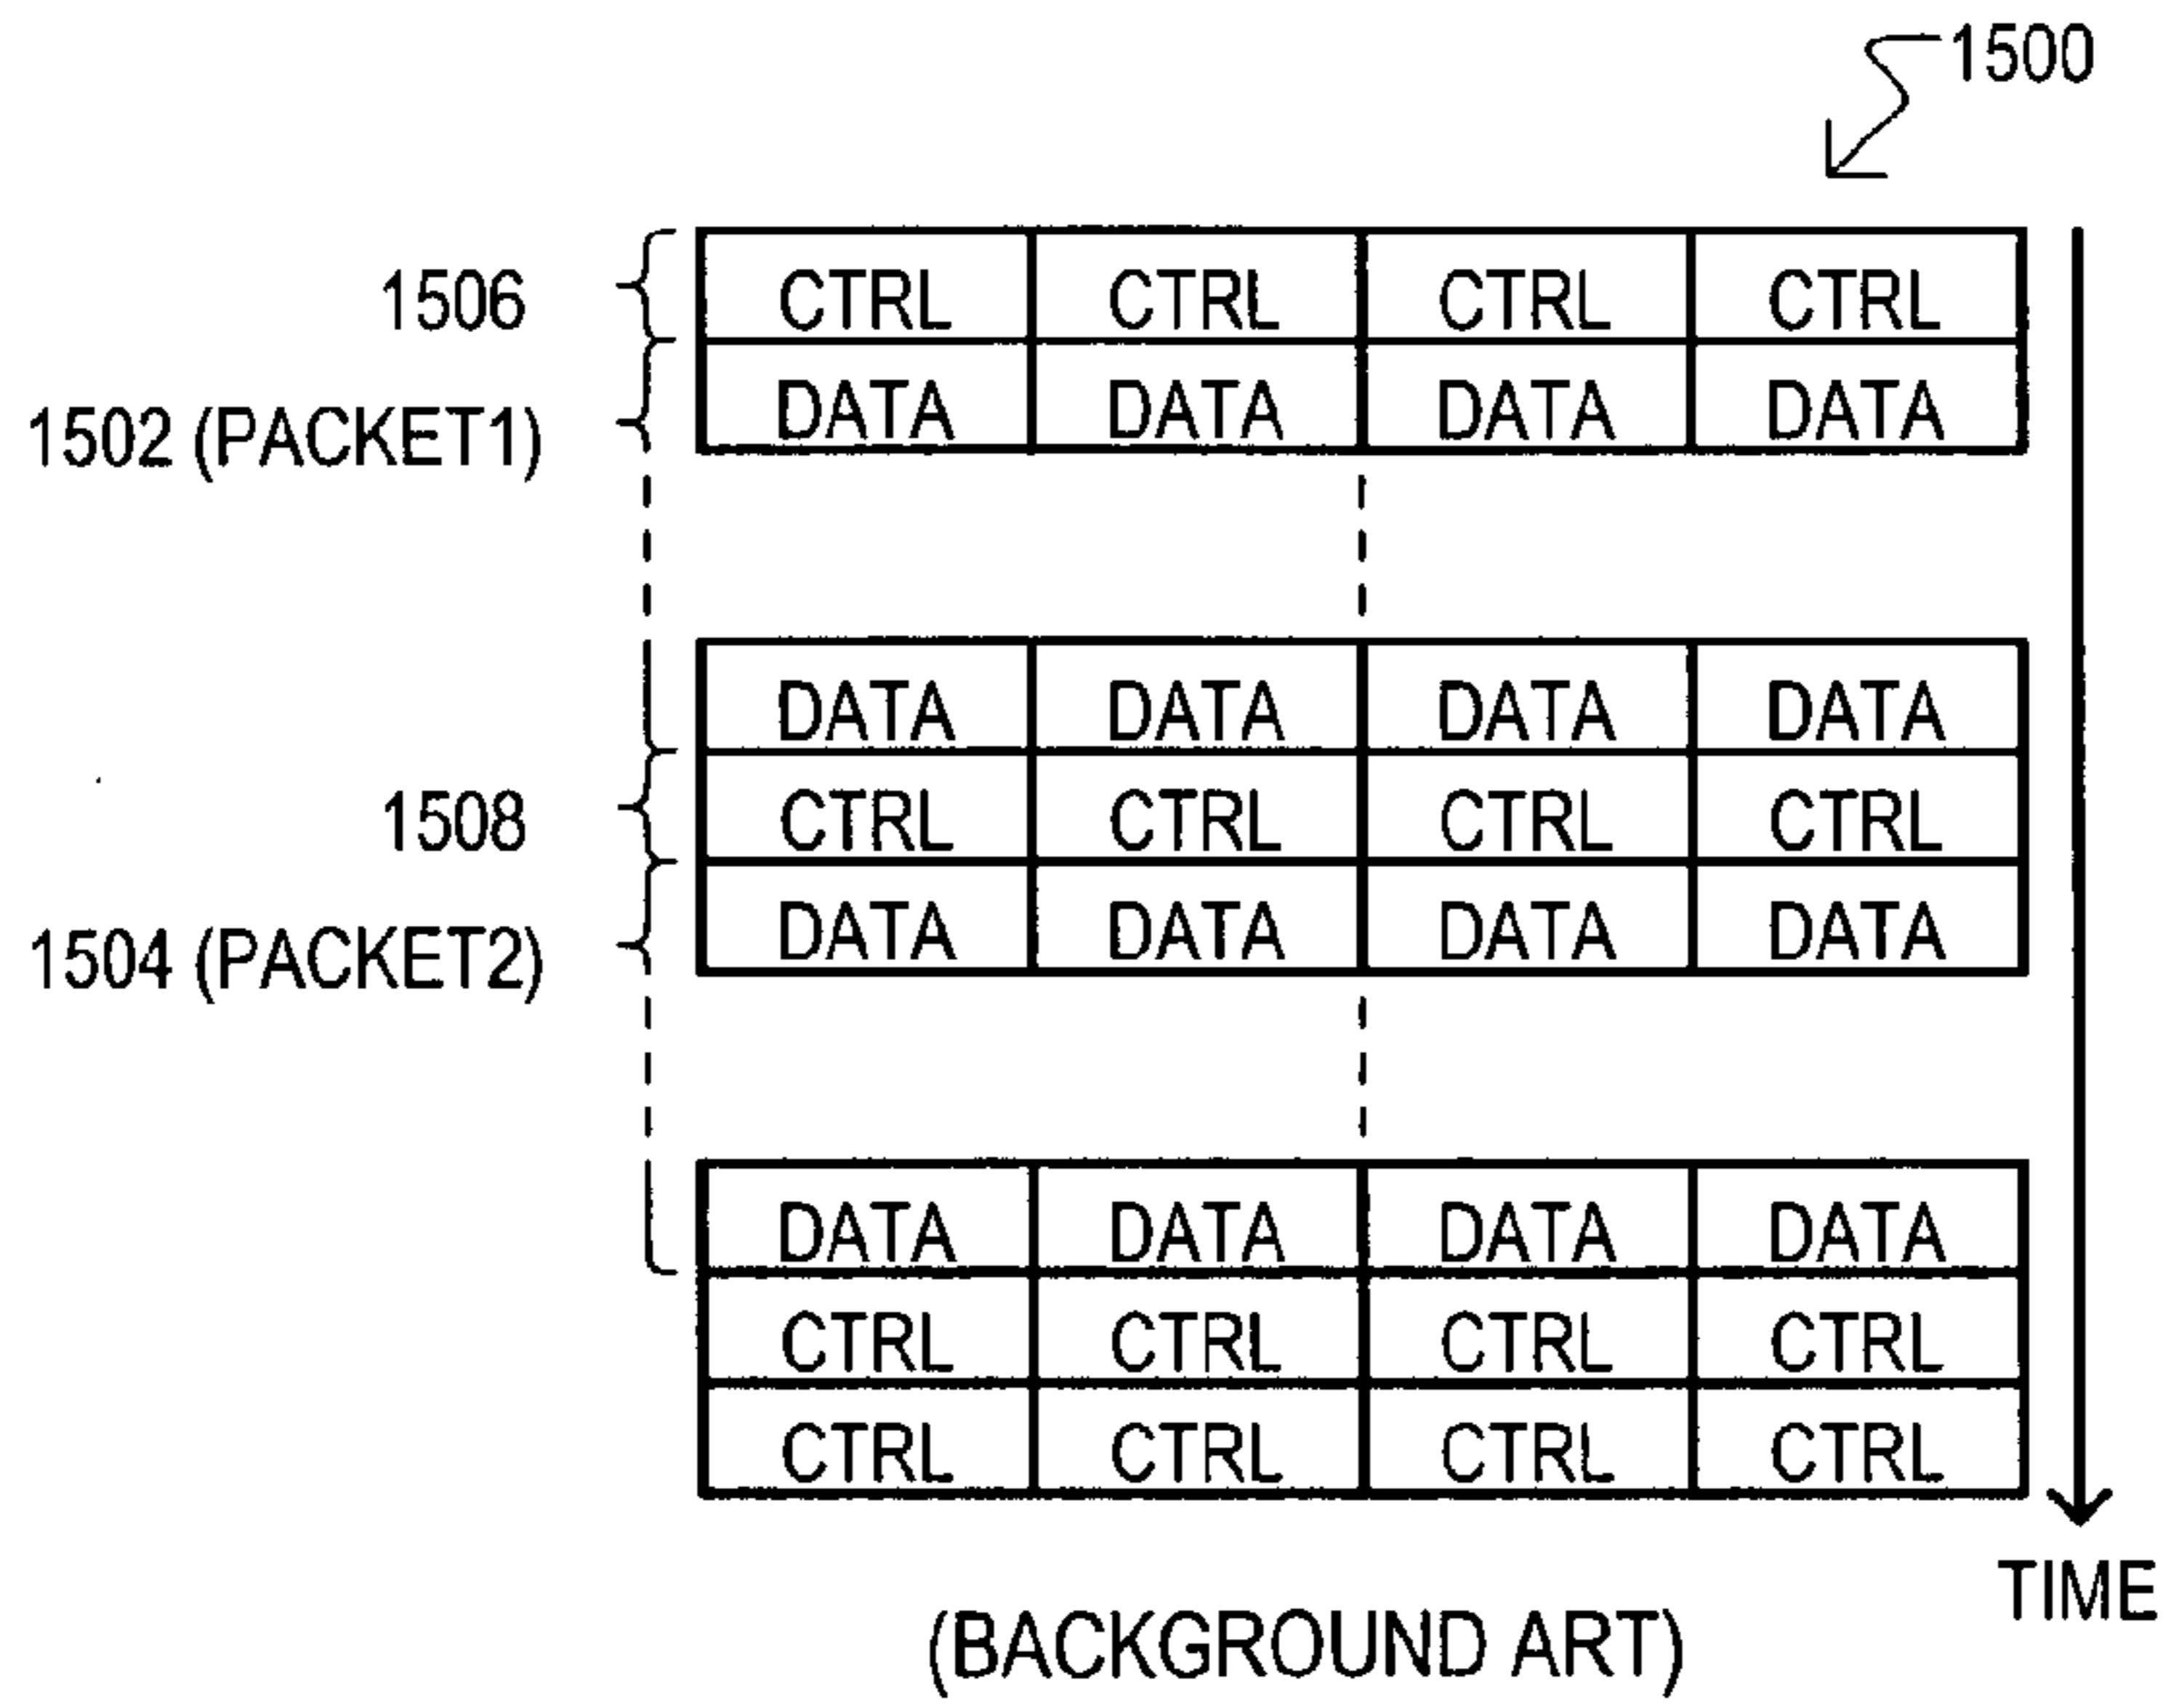 1500
1506 CTRL CTRL CTRL CTRL
1502 (PACKET1) DATA DATA DATA DATA
DATA DATA DATA DATA
1508 CTRL CTRL CTRL CTRL
1504 (PACKET2) DATA DATA DATA DATA
DATA DATA DATA DATA
CTRL CTRL CTRL CTRL
CTRL CTRL CTRL CTRL
TIME
(BACKGROUND ART)